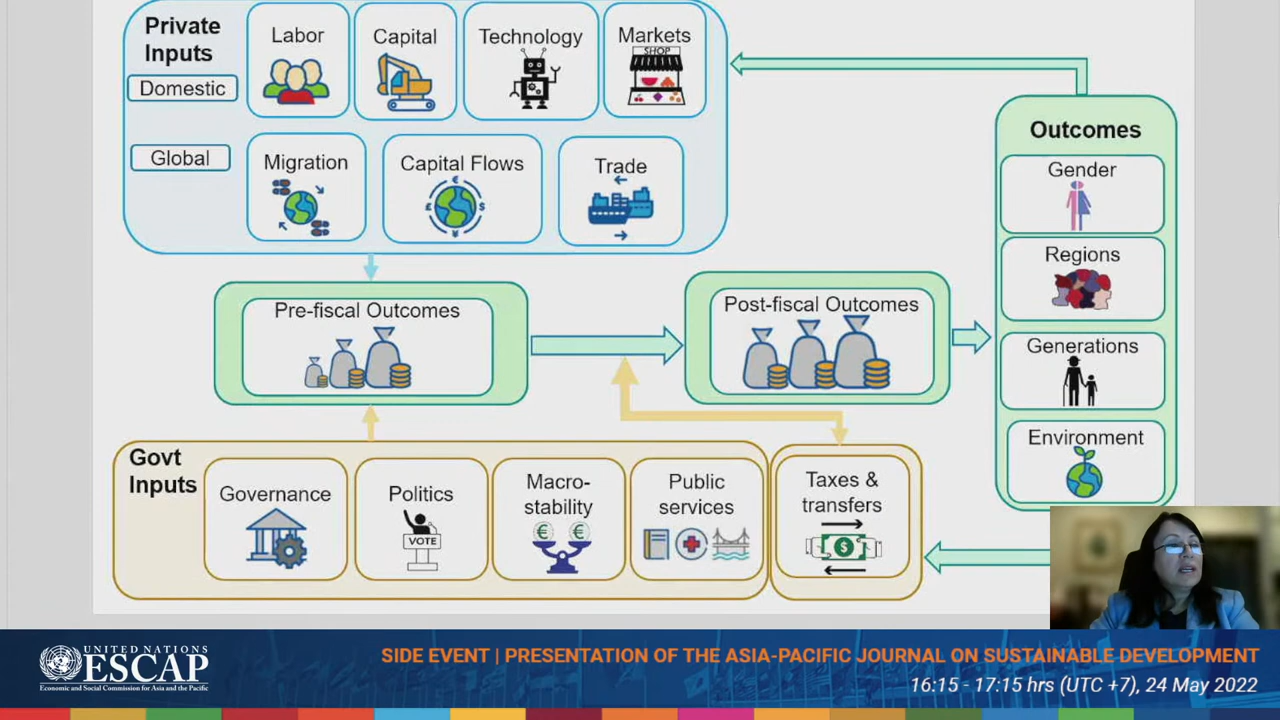 Private
Inputs
Domestic
Global
Labor
Capital
Technology
Markets
SHOP
Migration
Capital Flows
Trade
Pre-fiscal Outcomes
Post-fiscal Outcomes
Outcomes
Gender
Regions
Generations
Environment
Govt
Inputs
Governance
Politics
VOTE
Macro-
stability
Public
services
Taxes &
transfers
UNITED NATIONS
ESCAP
Economic and Social Commission for Asia and the Pacific
SIDE EVENT | PRESENTATION OF THE ASIA-PACIFIC JOURNAL ON SUSTAINABLE DEVELOPMENT
16:15 - 17:15 hrs (UTC +7), 24 May 2022